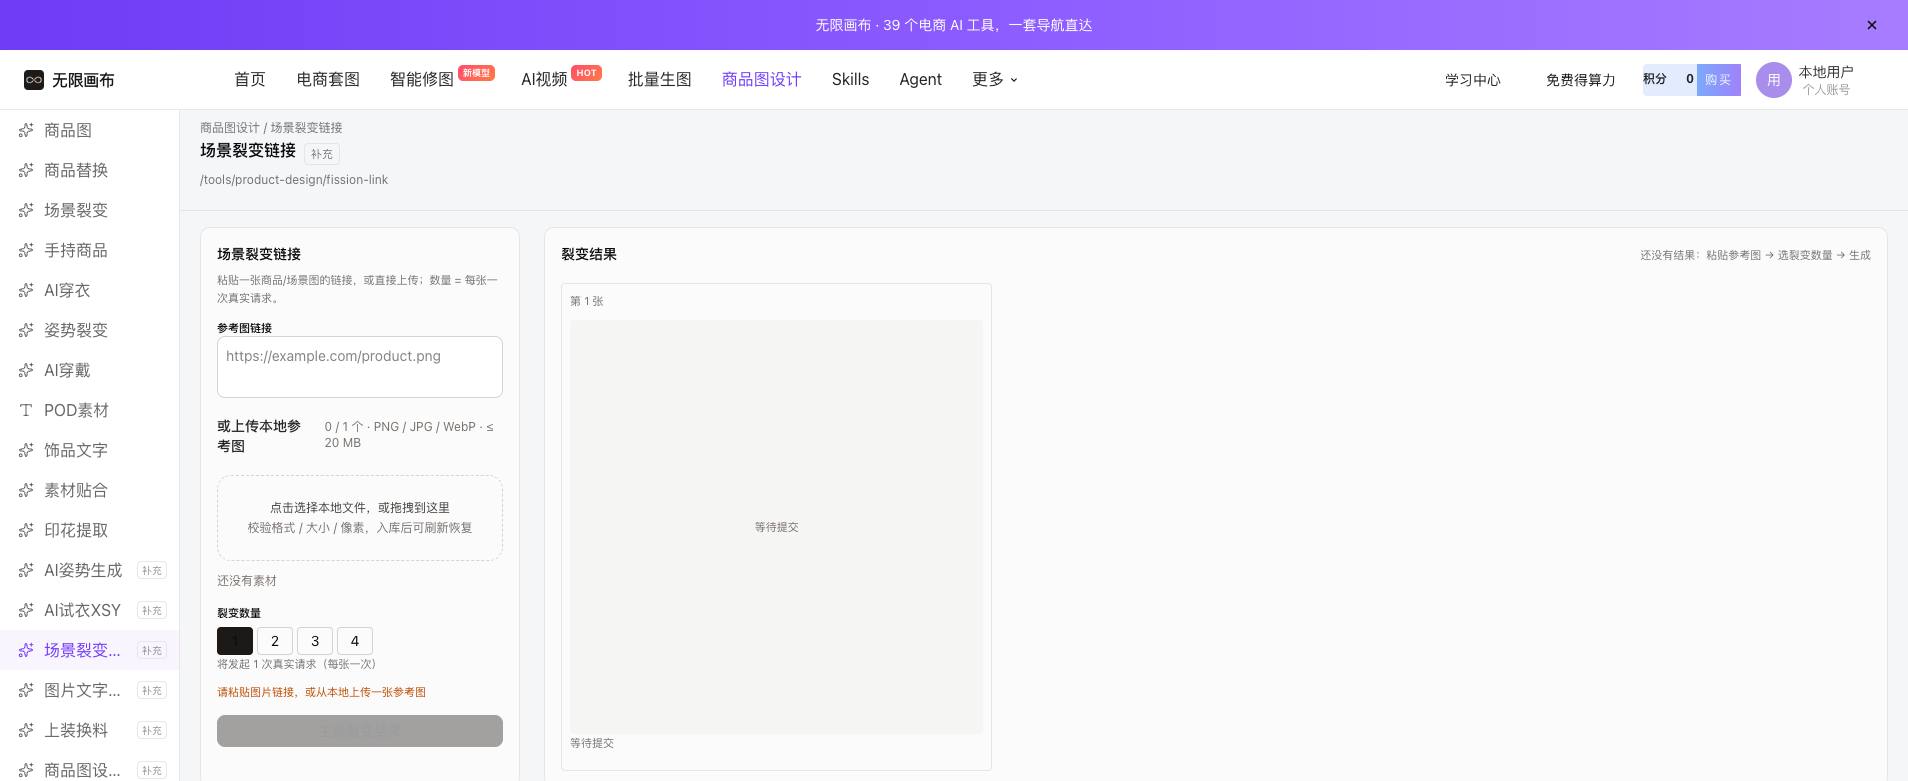 无限画布 · 39 个电商 AI 工具，一套导航直达
无限画布
首页
电商套图
智能修图
新模型
AI视频
HOT
批量生图
商品图设计
Skills
Agent
更多
学习中心
免费得算力
积分 0
购买
用
本地用户
个人账号
商品图
商品替换
场景裂变
手持商品
AI穿衣
姿势裂变
AI穿戴
POD素材
饰品文字
素材贴合
印花提取
AI姿势生成 补充
AI试衣XSY 补充
场景裂变... 补充
图片文字... 补充
上装换料 补充
商品图设... 补充
商品图设计 / 场景裂变链接
场景裂变链接 补充
/tools/product-design/fission-link
场景裂变链接
粘贴一张商品/场景图的链接，或直接上传；数量 = 每张一
次真实请求。
参考图链接
https://example.com/product.png
或上传本地参
考图
0 / 1 个 · PNG / JPG / WebP · ≤
20 MB
点击选择本地文件，或拖拽到这里
校验格式 / 大小 / 像素，入库后可刷新恢复
还没有素材
裂变数量
1 2 3 4
将发起 1 次真实请求（每张一次）
请粘贴图片链接，或从本地上传一张参考图
裂变结果
还没有结果：粘贴参考图 → 选裂变数量 → 生成
第 1 张
等待提交
等待提交